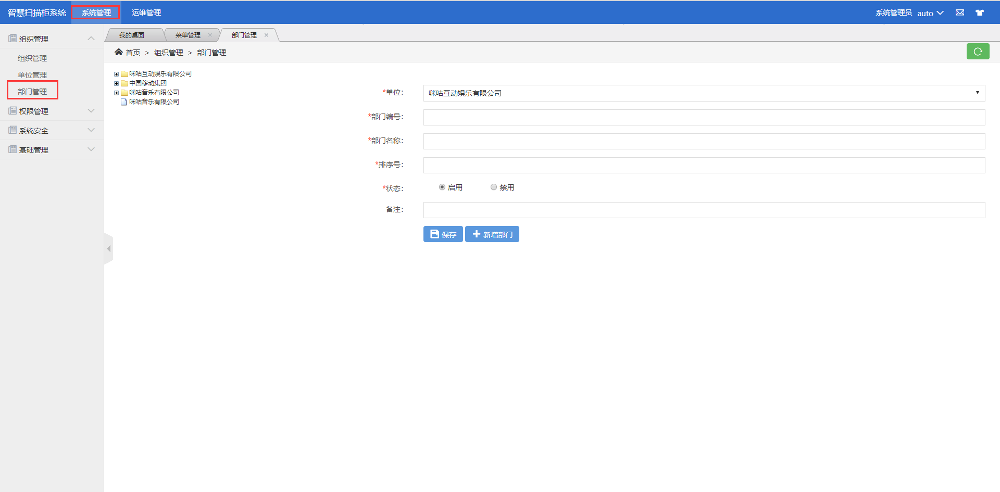 智慧扫描柜系统 系统管理 运维管理 系统管理员 auto
组织管理
组织管理
单位管理
部门管理
权限管理
系统安全
基础管理
我的桌面 菜单管理 × 部门管理 ×
首页 > 组织管理 > 部门管理
咪咕互动娱乐有限公司
中国移动集团
咪咕音乐有限公司
咪咕音乐有限公司
*单位: 咪咕互动娱乐有限公司
*部门编号:
*部门名称:
*排序号:
*状态: 启用 禁用
备注:
保存 新增部门